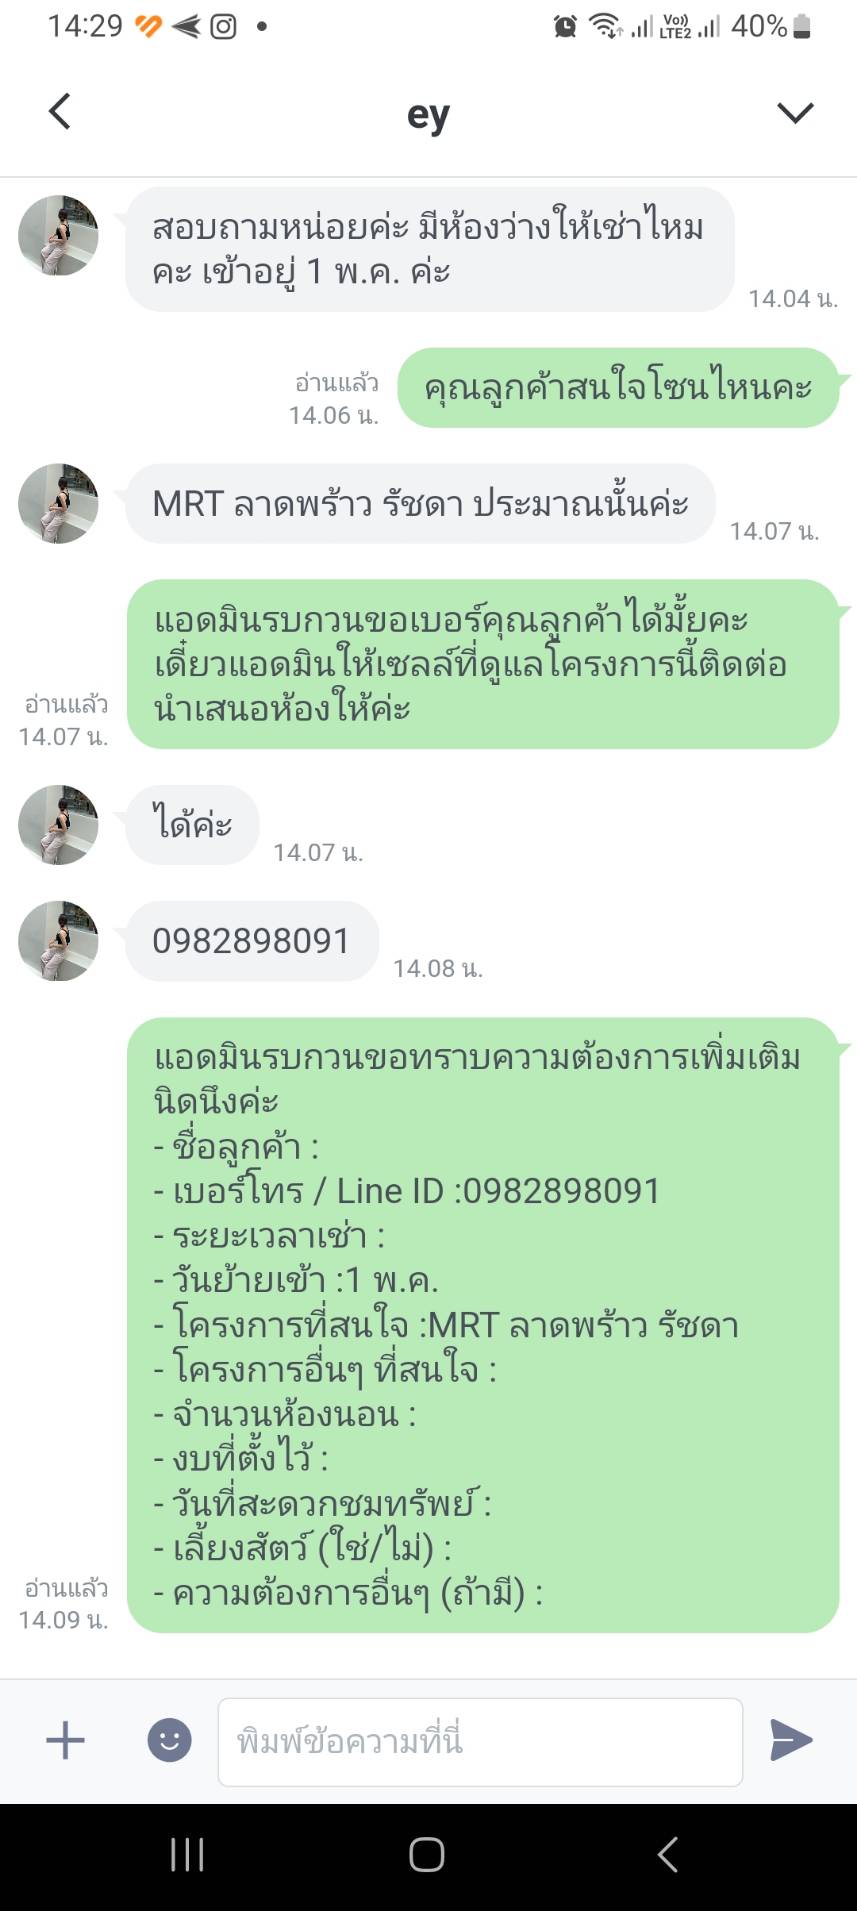 14:29
Vo)) LTE2 40%
ey
สอบถามหน่อยค่ะ มีห้องว่างให้เช่าไหม
คะ เข้าอยู่ 1 พ.ค. ค่ะ
14.04 น.
อ่านแล้ว
14.06 น.
คุณลูกค้าสนใจโซนไหนคะ
MRT ลาดพร้าว รัชดา ประมาณนั้นค่ะ
14.07 น.
แอดมินรบกวนขอเบอร์คุณลูกค้าได้มั้ยคะ
เดี๋ยวแอดมินให้เซลล์ที่ดูแลโครงการนี้ติดต่อ
นำเสนอห้องให้ค่ะ
อ่านแล้ว
14.07 น.
ได้ค่ะ
14.07 น.
0982898091
14.08 น.
แอดมินรบกวนขอทราบความต้องการเพิ่มเติม
นิดนึงค่ะ
- ชื่อลูกค้า :
- เบอร์โทร / Line ID :0982898091
- ระยะเวลาเช่า :
- วันย้ายเข้า :1 พ.ค.
- โครงการที่สนใจ :MRT ลาดพร้าว รัชดา
- โครงการอื่นๆ ที่สนใจ :
- จำนวนห้องนอน :
- งบที่ตั้งไว้ :
- วันที่สะดวกชมทรัพย์ :
- เลี้ยงสัตว์ (ใช่/ไม่) :
- ความต้องการอื่นๆ (ถ้ามี) :
อ่านแล้ว
14.09 น.
พิมพ์ข้อความที่นี่